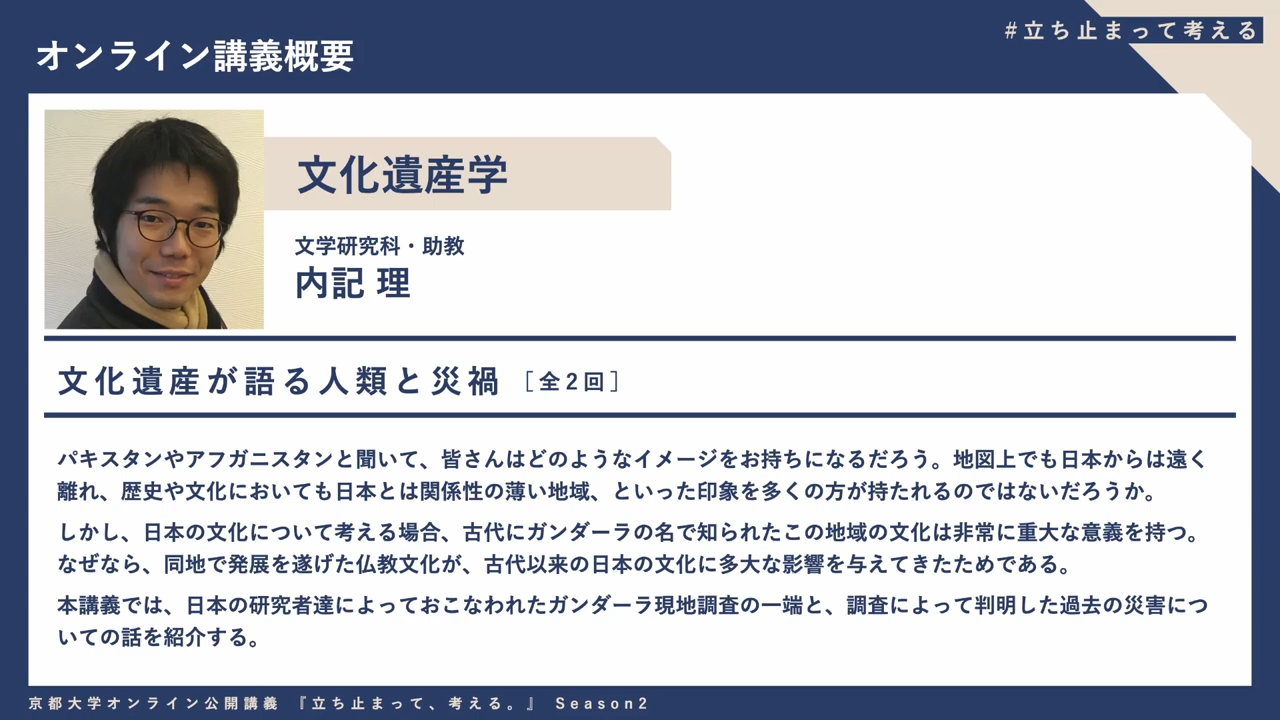 #立ち止まって考える
オンライン講義概要
文化遺産学
文学研究科・助教
内記 理
文化遺産が語る人類と災禍 [全2回]
パキスタンやアフガニスタンと聞いて、皆さんはどのようなイメージをお持ちになるだろう。地図上でも日本からは遠く
離れ、歴史や文化においても日本とは関係性の薄い地域、といった印象を多くの方が持たれるのではないだろうか。
しかし、日本の文化について考える場合、古代にガンダーラの名で知られたこの地域の文化は非常に重大な意義を持つ。
なぜなら、同地で発展を遂げた仏教文化が、古代以来の日本の文化に多大な影響を与えてきたためである。
本講義では、日本の研究者達によっておこなわれたガンダーラ現地調査の一端と、調査によって判明した過去の災害につ
いての話を紹介する。
京都大学オンライン公開講義 『立ち止まって、考える。』 Season2